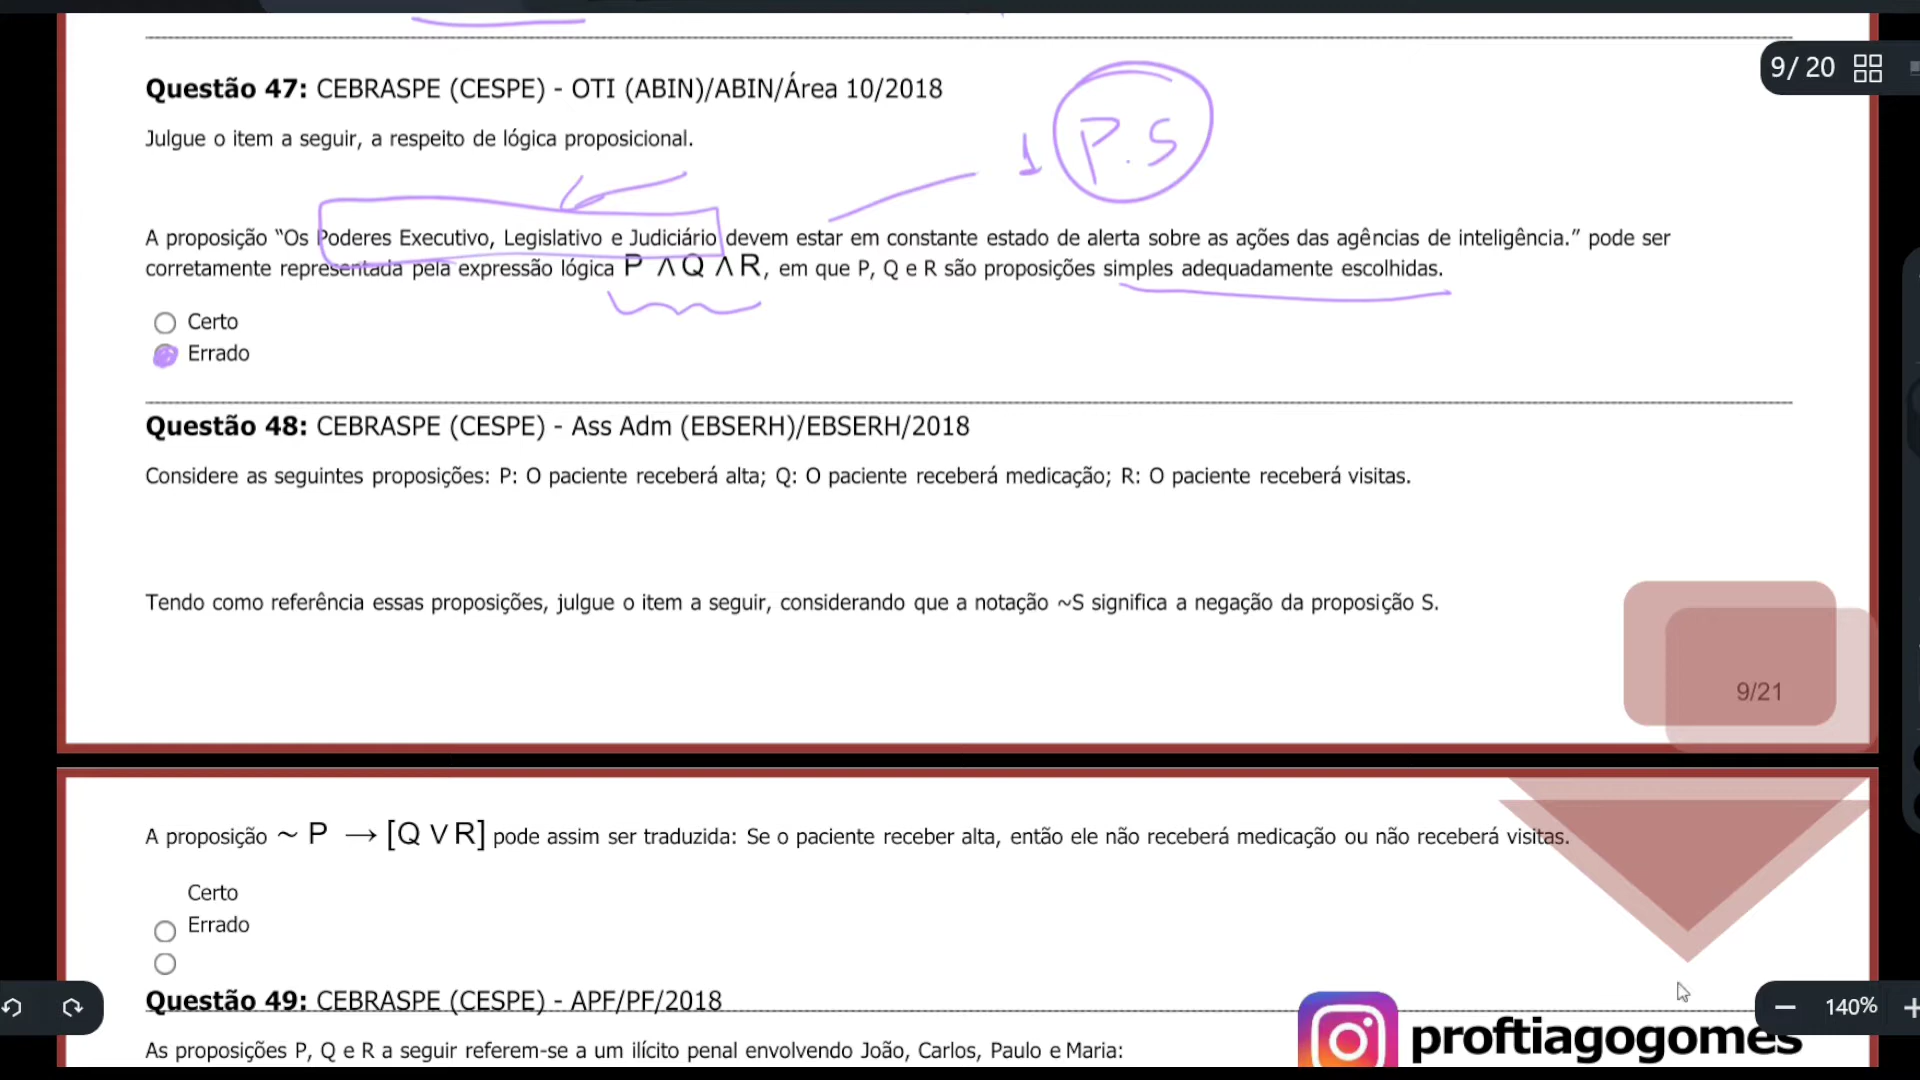 9/ 20
Questão 47: CEBRASPE (CESPE) - OTI (ABIN)/ABIN/Área 10/2018
1 P.S
Julgue o item a seguir, a respeito de lógica proposicional.
A proposição “Os Poderes Executivo, Legislativo e Judiciário devem estar em constante estado de alerta sobre as ações das agências de inteligência.” pode ser
corretamente representada pela expressão lógica P ∧ Q ∧ R, em que P, Q e R são proposições simples adequadamente escolhidas.
Certo
Errado
Questão 48: CEBRASPE (CESPE) - Ass Adm (EBSERH)/EBSERH/2018
Considere as seguintes proposições: P: O paciente receberá alta; Q: O paciente receberá medicação; R: O paciente receberá visitas.
Tendo como referência essas proposições, julgue o item a seguir, considerando que a notação ~S significa a negação da proposição S.
9/21
A proposição ~ P → [Q ∨ R] pode assim ser traduzida: Se o paciente receber alta, então ele não receberá medicação ou não receberá visitas.
Certo
Errado
Questão 49: CEBRASPE (CESPE) - APF/PF/2018
140%
proftiagogomes
As proposições P, Q e R a seguir referem-se a um ilícito penal envolvendo João, Carlos, Paulo e Maria: